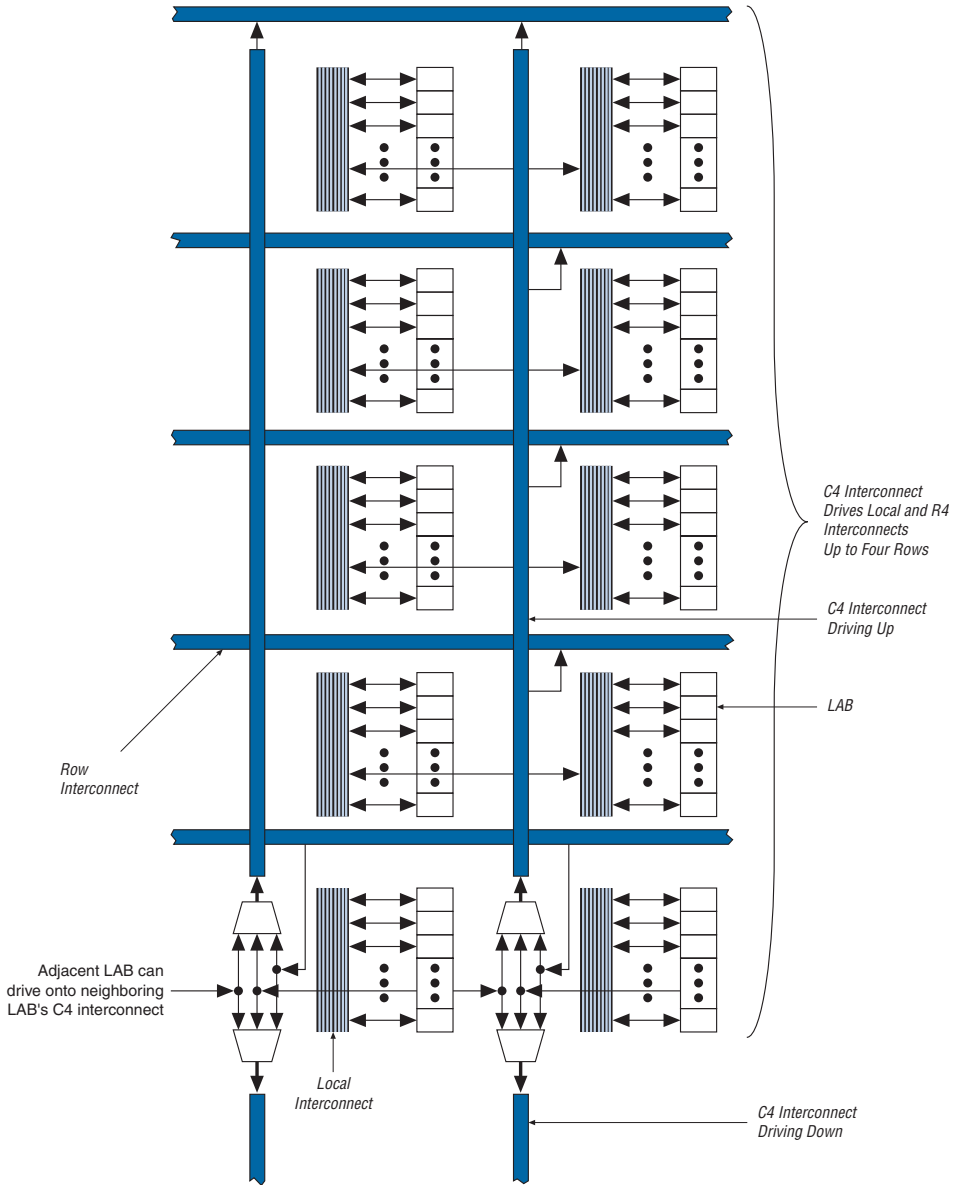 C4 Interconnect
Drives Local and R4
Interconnects
Up to Four Rows
C4 Interconnect
Driving Up
LAB
Row
Interconnect
Adjacent LAB can
drive onto neighboring
LAB's C4 interconnect
Local
Interconnect
C4 Interconnect
Driving Down